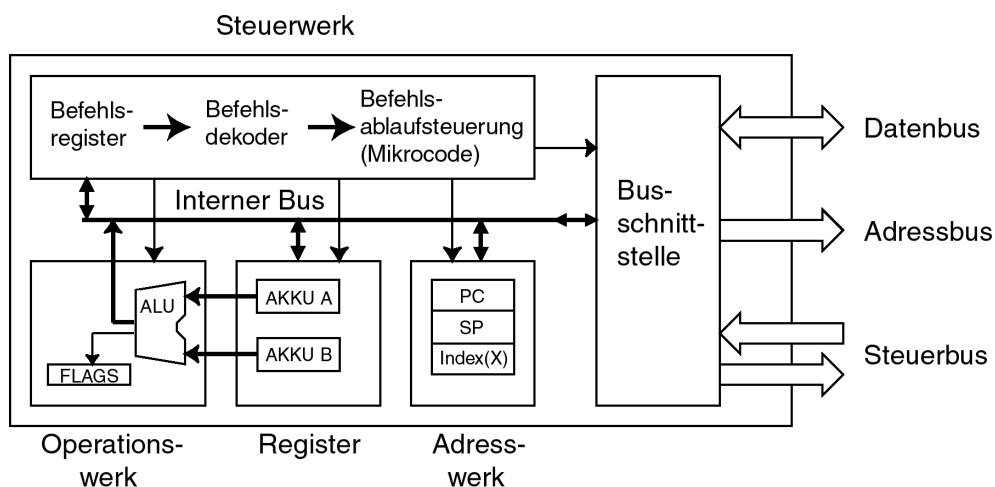 Steuerwerk
Befehls-
register
Befehls-
dekoder
Befehls-
ablaufsteuerung
(Mikrocode)
Interner Bus
Bus-
schnitt-
stelle
Datenbus
Adressbus
Steuerbus
ALU
FLAGS
AKKU A
AKKU B
PC
SP
Index(X)
Operations-
werk
Register
Adress-
werk